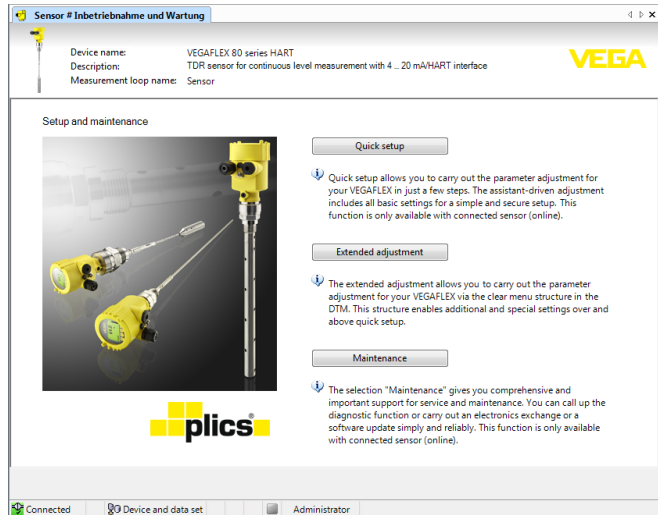 Sensor # Inbetriebnahme und Wartung
Device name: VEGAFLEX 80 series HART
Description: TDR sensor for continuous level measurement with 4 ... 20 mA/HART interface
Measurement loop name: Sensor
VEGA
Setup and maintenance
Quick setup
Quick setup allows you to carry out the parameter adjustment for
your VEGAFLEX in just a few steps. The assistant-driven adjustment
includes all basic settings for a simple and secure setup. This
function is only available with connected sensor (online).
Extended adjustment
The extended adjustment allows you to carry out the parameter
adjustment for your VEGAFLEX via the clear menu structure in the
DTM. This structure enables additional and special settings over and
above quick setup.
Maintenance
The selection "Maintenance" gives you comprehensive and
important support for service and maintenance. You can call up the
diagnostic function or carry out an electronics exchange or a
software update simply and reliably. This function is only available
with connected sensor (online).
plics®
Connected Device and data set Administrator